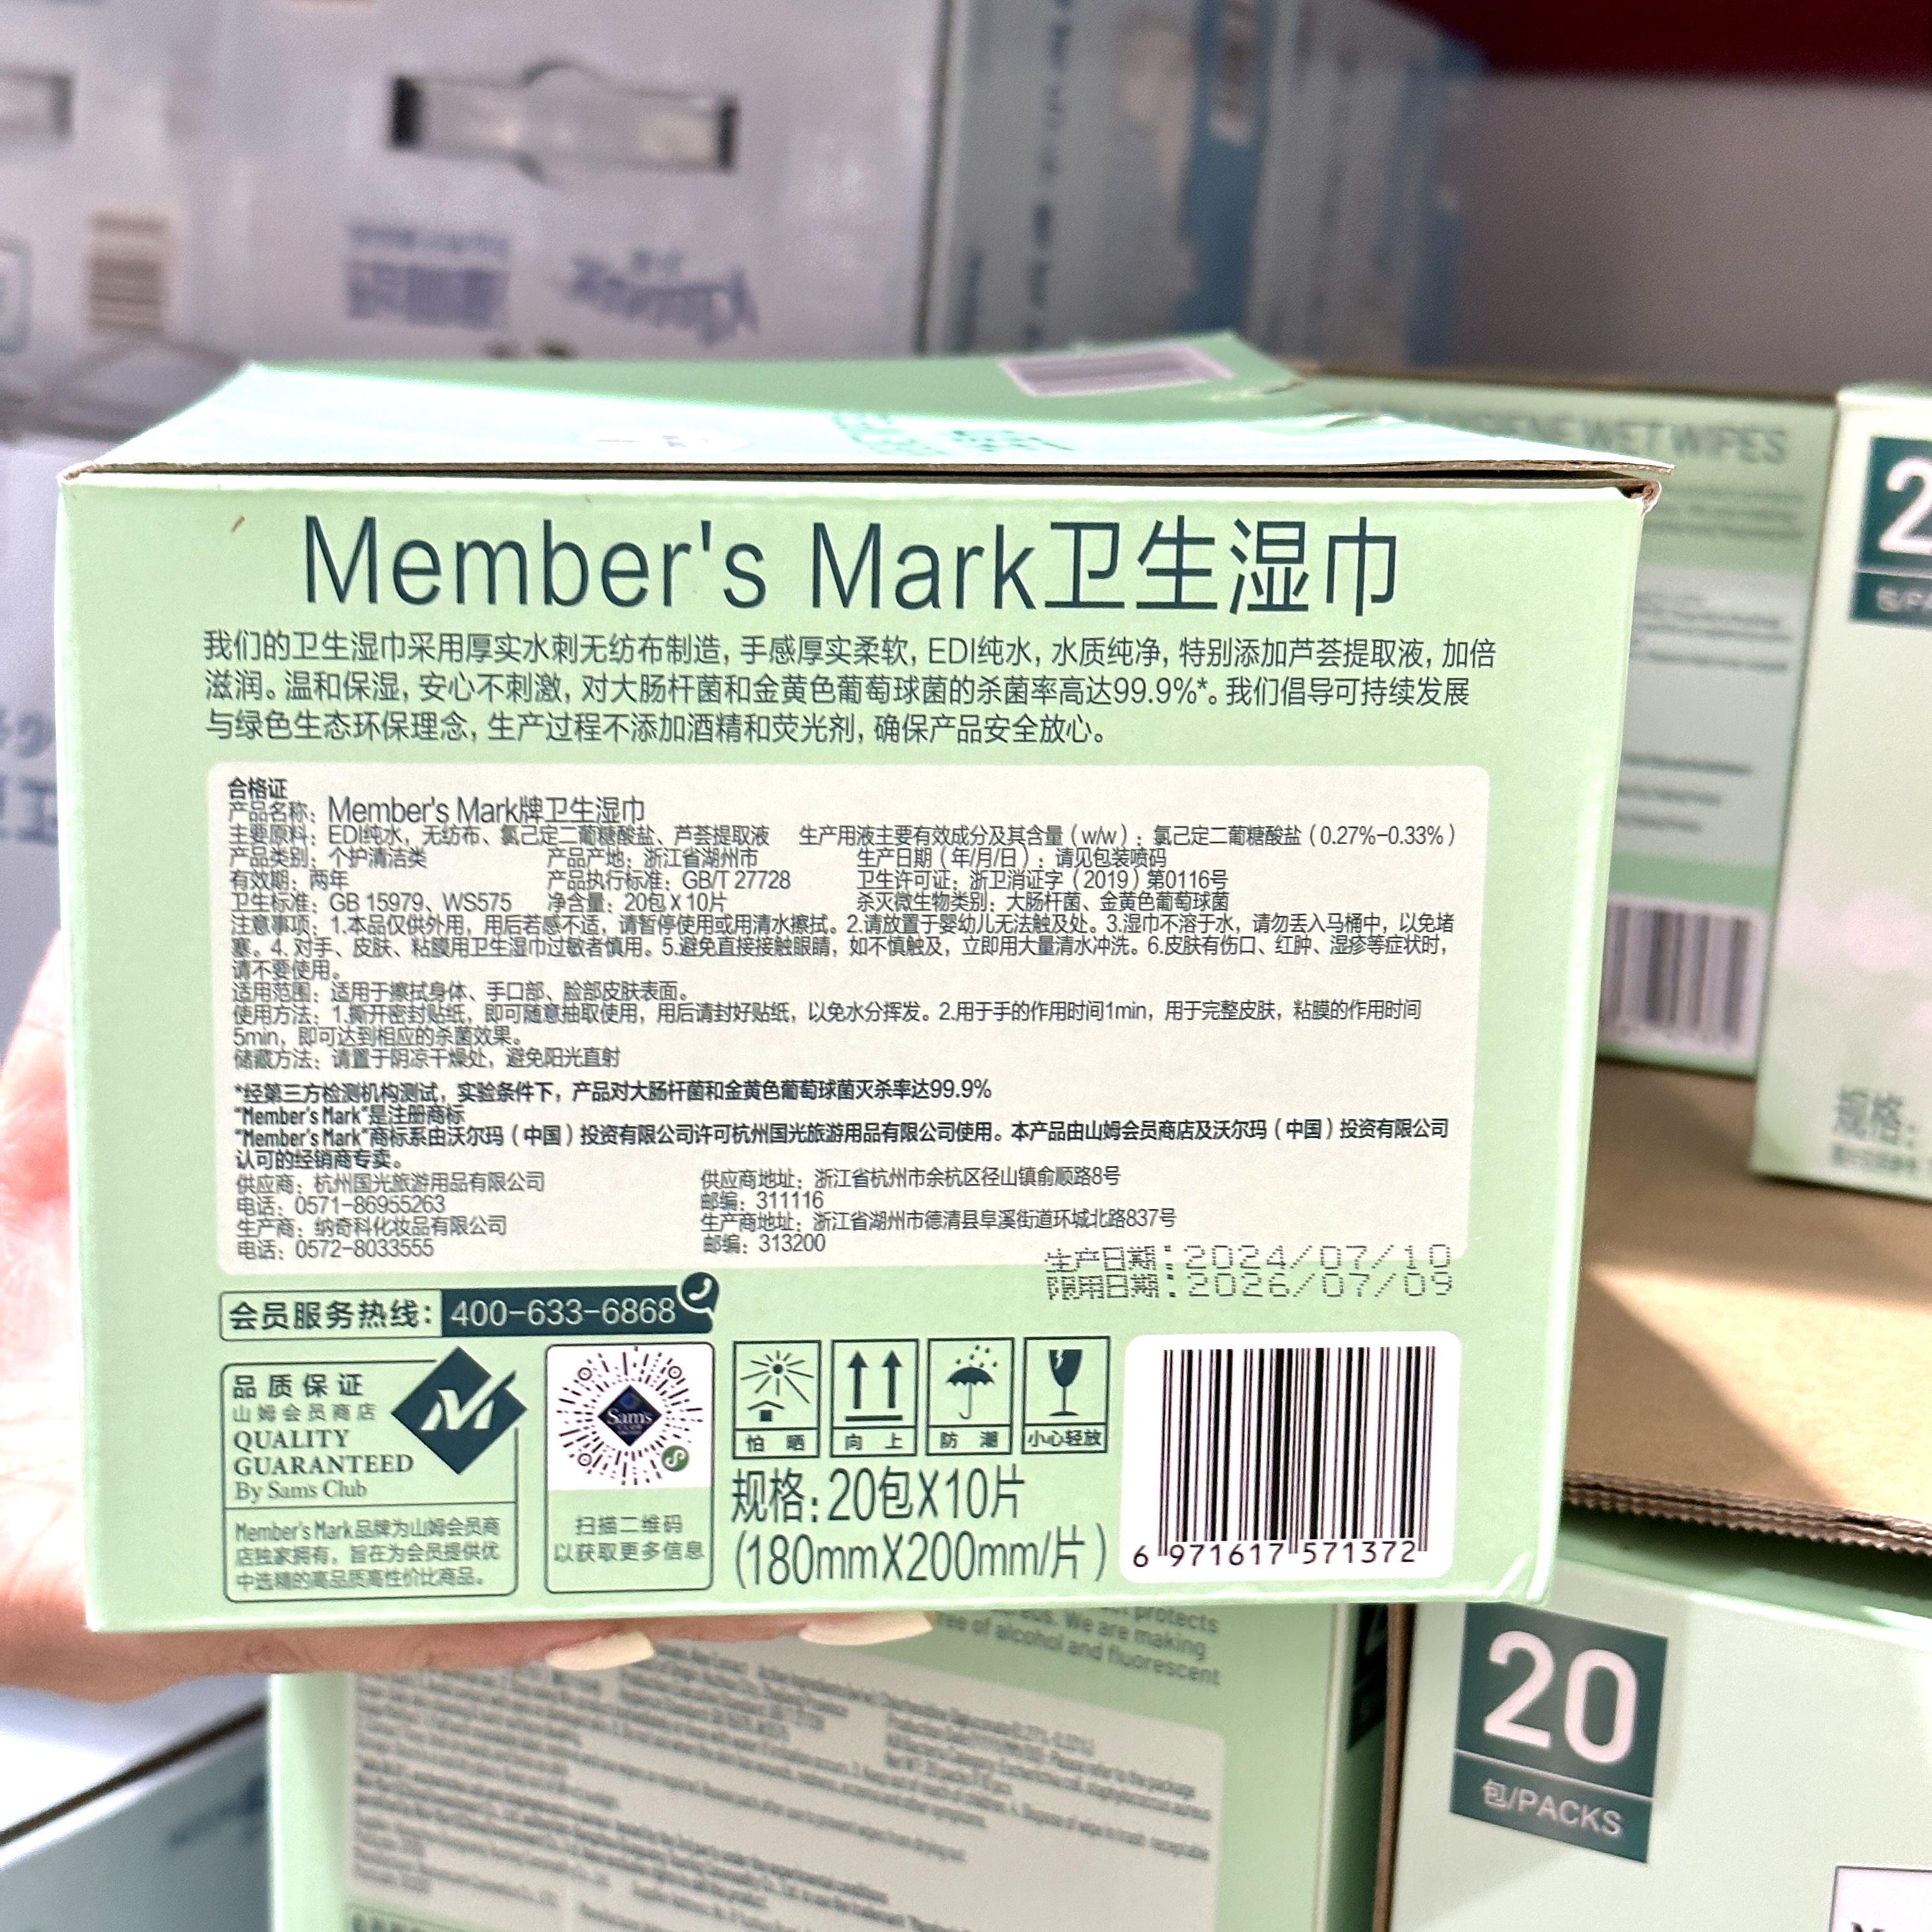 Member's Mark卫生湿巾
我们的卫生湿巾采用厚实水刺无纺布制造, 手感厚实柔软, EDI纯水, 水质纯净, 特别添加芦荟提取液, 加倍
滋润。温和保湿, 安心不刺激, 对大肠杆菌和金黄色葡萄球菌的杀菌率高达99.9%*。我们倡导可持续发展
与绿色生态环保理念, 生产过程不添加酒精和荧光剂, 确保产品安全放心。
合格证
产品名称: Member's Mark牌卫生湿巾
主要原料: EDI纯水, 无纺布、氯己定二葡糖酸盐、芦荟提取液 生产用液主要有效成分及其含量 (w/w): 氯己定二葡糖酸盐 (0.27%-0.33%)
产品类别: 个护清洁类 产品产地: 浙江省湖州市 生产日期 (年/月/日): 请见包装喷码
有效期: 两年 产品执行标准: GB/T 27728 卫生许可证: 浙卫消证字 (2019) 第0116号
卫生标准: GB 15979、WS575 净含量: 20包 X 10片 杀灭微生物类别: 大肠杆菌、金黄色葡萄球菌
注意事项: 1.本品仅供外用, 用后若感不适, 请暂停使用或用清水擦拭。2.请放置于婴幼儿无法触及处。3.湿巾不溶于水, 请勿丢入马桶中, 以免堵
塞。4. 对手、皮肤、粘膜用卫生湿巾过敏者慎用。5.避免直接接触眼睛, 如不慎触及, 立即用大量清水冲洗。6.皮肤有伤口、红肿、湿疹等症状时,
请不要使用。
适用范围: 适用于擦拭身体、手口部、脸部皮肤表面。
使用方法: 1.撕开密封贴纸, 即可随意抽取使用, 用后请封好贴纸, 以免水分挥发。2.用于手的作用时间1min, 用于完整皮肤, 粘膜的作用时间
5min, 即可达到相应的杀菌效果。
储藏方法: 请置于阴凉干燥处, 避免阳光直射
*经第三方检测机构测试, 实验条件下, 产品对大肠杆菌和金黄色葡萄球菌灭杀率达99.9%
"Member's Mark"是注册商标
"Member's Mark"商标系由沃尔玛 (中国) 投资有限公司许可杭州国光旅游用品有限公司使用。本产品由山姆会员商店及沃尔玛 (中国) 投资有限公司
认可的经销商专卖。
供应商: 杭州国光旅游用品有限公司 供应商地址: 浙江省杭州市余杭区径山镇俞顺路8号
电话: 0571-86955263 邮编: 311116
生产商: 纳奇科化妆品有限公司 生产商地址: 浙江省湖州市德清县阜溪街道环城北路837号
电话: 0572-8033555 邮编: 313200
生产日期: 2024/07/10
限用日期: 2026/07/09
会员服务热线: 400-633-6868
品质保证
山姆会员商店
QUALITY
GUARANTEED
By Sam's Club
Member's Mark品牌为山姆会员商
店独家拥有, 旨在为会员提供优
中选精的高品质高性价比商品。
Sam's
CLUB
扫描二维码
以获取更多信息
怕 晒
向 上
防 潮
小心轻放
规格: 20包X10片
(180mmX200mm/片)
6 971617 571372
HYGIENE WET WIPES
规格:
protects
We are making
free of alcohol and fluorescent
20
包/PACKS